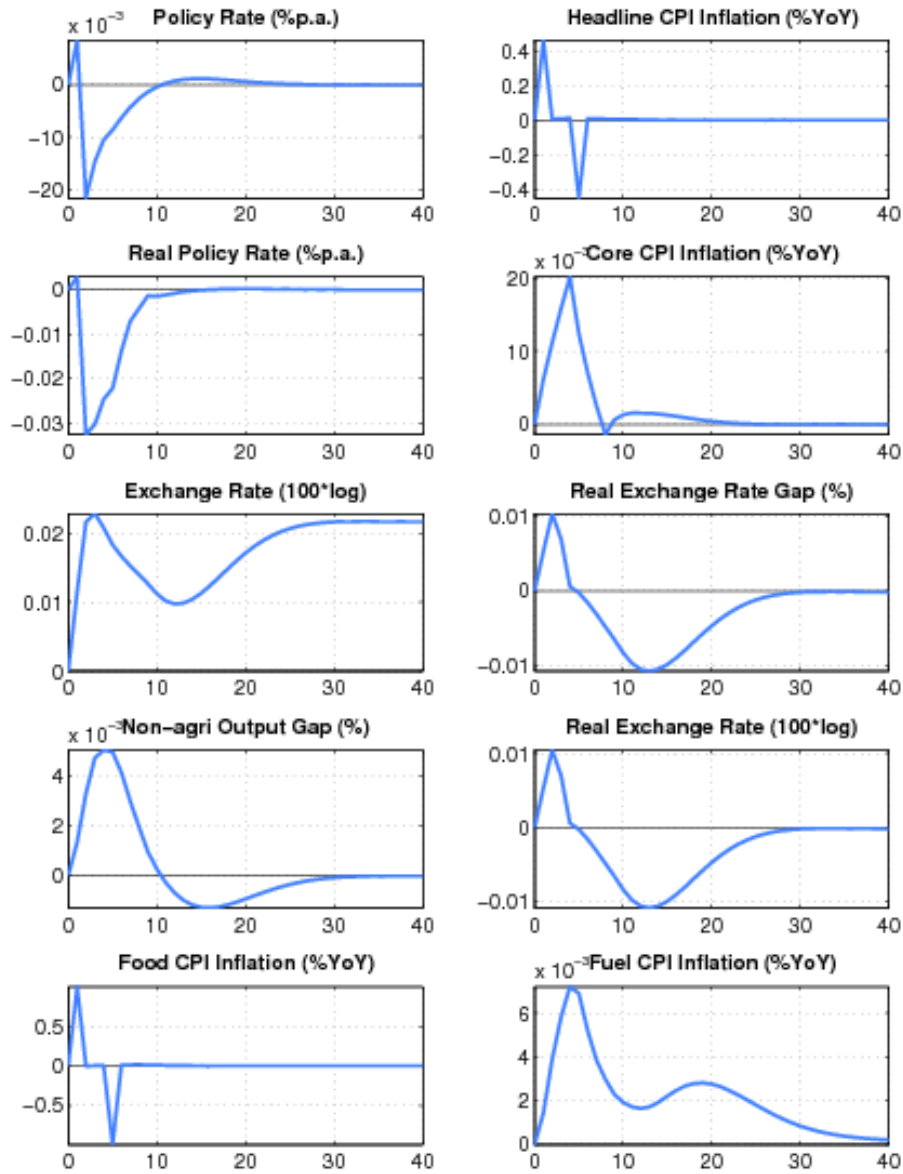 Policy Rate (%p.a.)
x 10⁻³
0
−10
−20
0 10 20 30 40
Headline CPI Inflation (%YoY)
0.4
0.2
0
−0.2
−0.4
0 10 20 30 40
Real Policy Rate (%p.a.)
0
−0.01
−0.02
−0.03
0 10 20 30 40
x 10⁻³Core CPI Inflation (%YoY)
20
10
0
0 10 20 30 40
Exchange Rate (100*log)
0.02
0.01
0
0 10 20 30 40
Real Exchange Rate Gap (%)
0.01
0
−0.01
0 10 20 30 40
x 10⁻³Non−agri Output Gap (%)
4
2
0
0 10 20 30 40
Real Exchange Rate (100*log)
0.01
0
−0.01
0 10 20 30 40
Food CPI Inflation (%YoY)
0.5
0
−0.5
0 10 20 30 40
x 10⁻³Fuel CPI Inflation (%YoY)
6
4
2
0
0 10 20 30 40